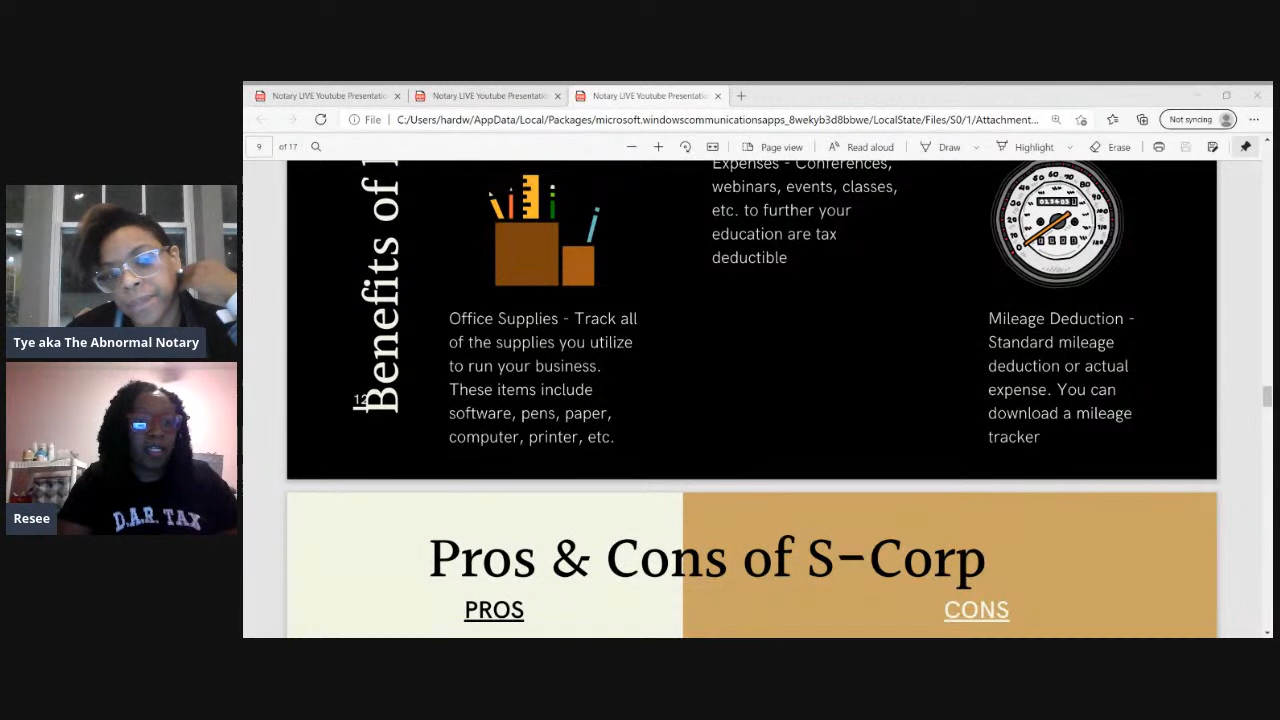 Notary LIVE Youtube Presentatio
Notary LIVE Youtube Presentatio
Notary LIVE Youtube Presentatio
File
C:/Users/hardw/AppData/Local/Packages/microsoft.windowscommunicationsapps_8wekyb3d8bbwe/LocalState/Files/S0/1/Attachment...
Not syncing
9 of 17
Page view
Read aloud
Draw
Highlight
Erase
Benefits of
12
Expenses - Conferences,
webinars, events, classes,
etc. to further your
education are tax
deductible
Office Supplies - Track all
of the supplies you utilize
to run your business.
These items include
software, pens, paper,
computer, printer, etc.
Mileage Deduction -
Standard mileage
deduction or actual
expense. You can
download a mileage
tracker
Pros & Cons of S-Corp
PROS
CONS
Tye aka The Abnormal Notary
D.A.R. TAX
Resee